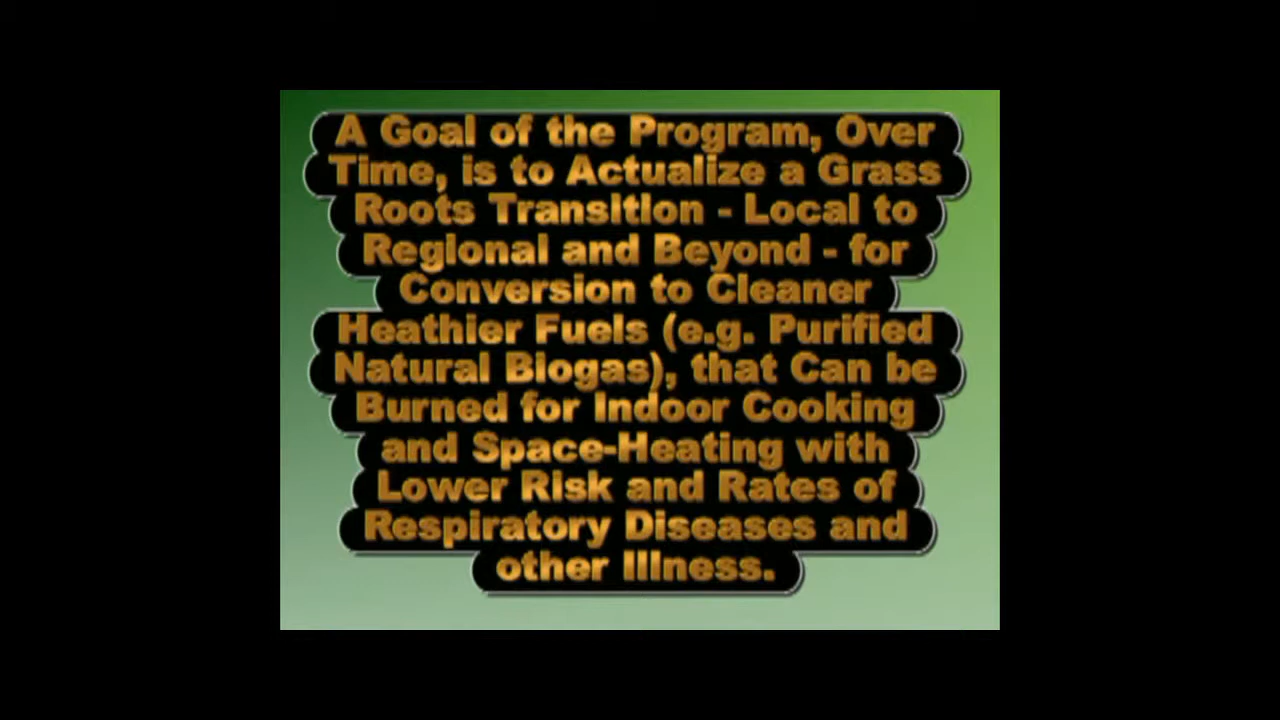 A Goal of the Program, Over
Time, is to Actualize a Grass
Roots Transition - Local to
Regional and Beyond - for
Conversion to Cleaner
Heathier Fuels (e.g. Purified
Natural Biogas), that Can be
Burned for Indoor Cooking
and Space-Heating with
Lower Risk and Rates of
Respiratory Diseases and
other Illness.